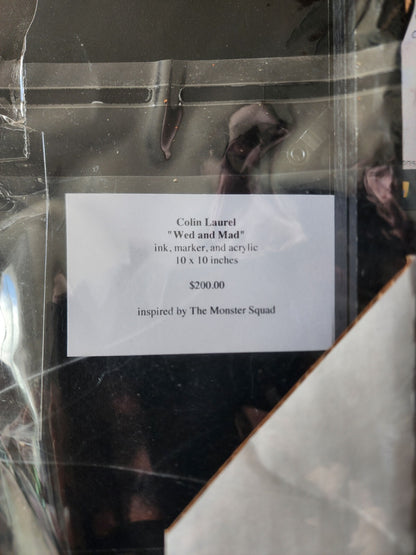 Colin Laurel
"Wed and Mad"
ink, marker, and acrylic
10 x 10 inches
$200.00
inspired by The Monster Squad